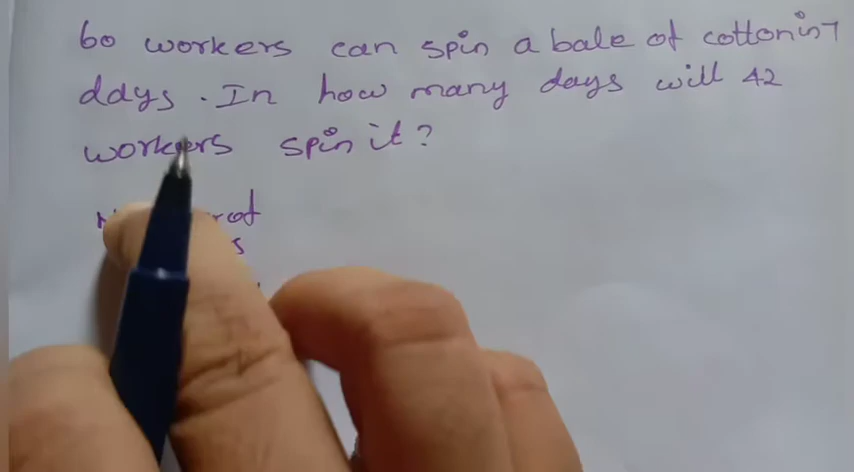 60 workers can spin a bale of cotton in 7
days. In how many days will 42
workers spin it?